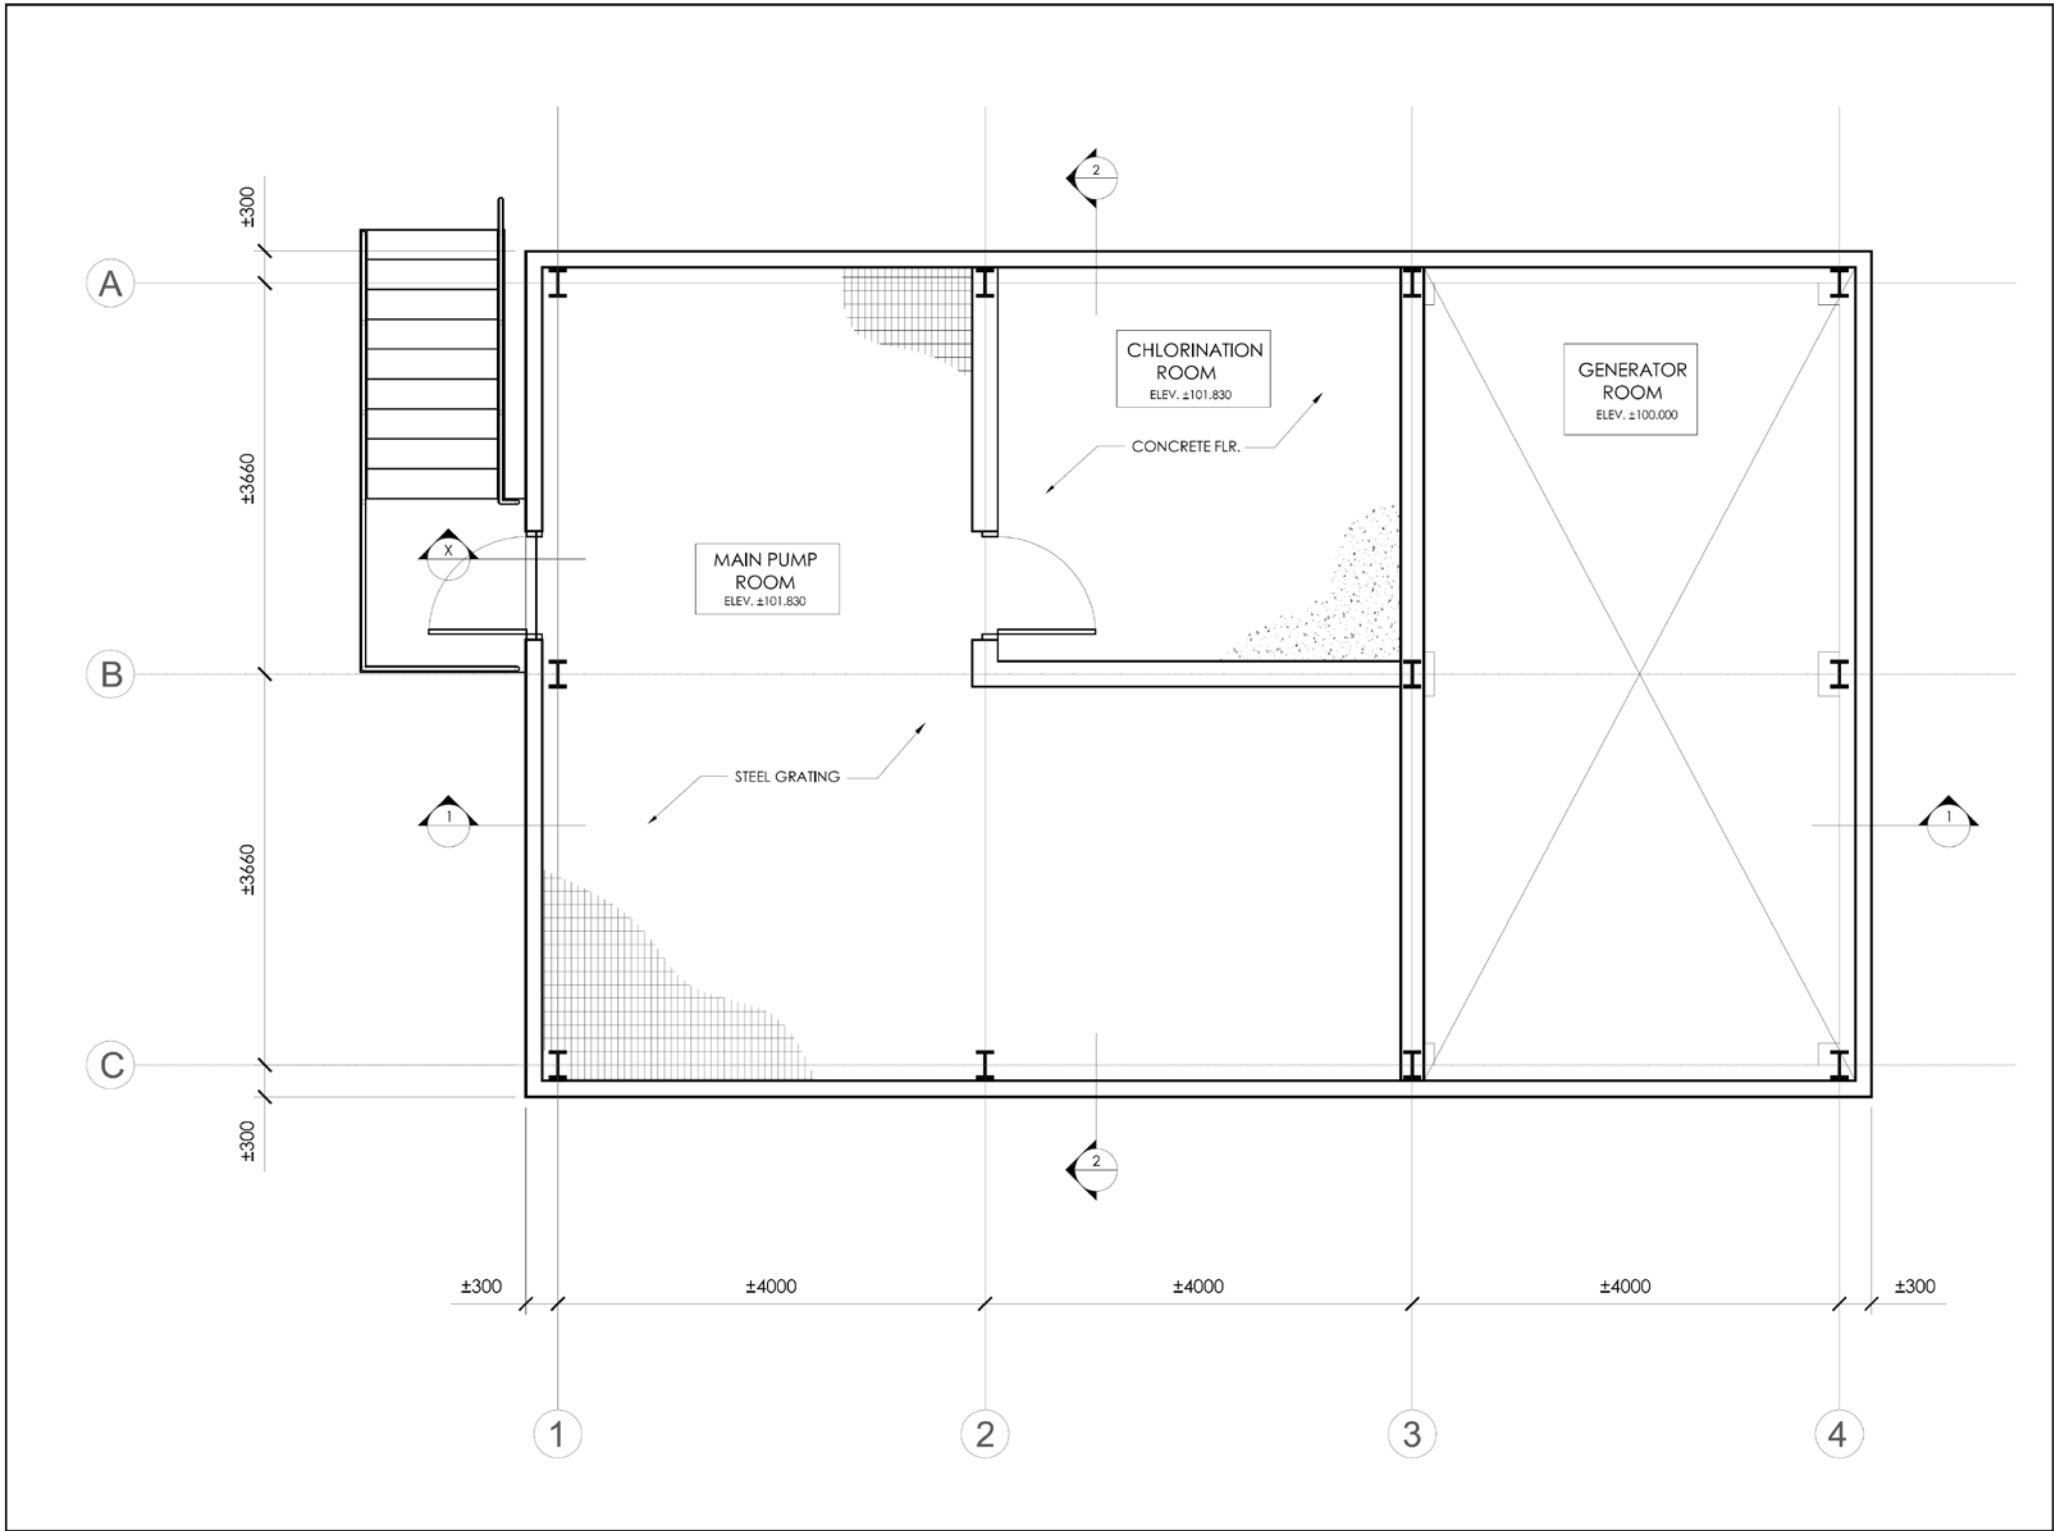 2
±300
A
CHLORINATION
ROOM
ELEV. ±101.830
GENERATOR
ROOM
ELEV. ±100.000
CONCRETE FLR.
±3660
X
MAIN PUMP
ROOM
ELEV. ±101.830
B
STEEL GRATING
1
1
±3660
C
±300
2
±300
±4000
±4000
±4000
±300
1
2
3
4